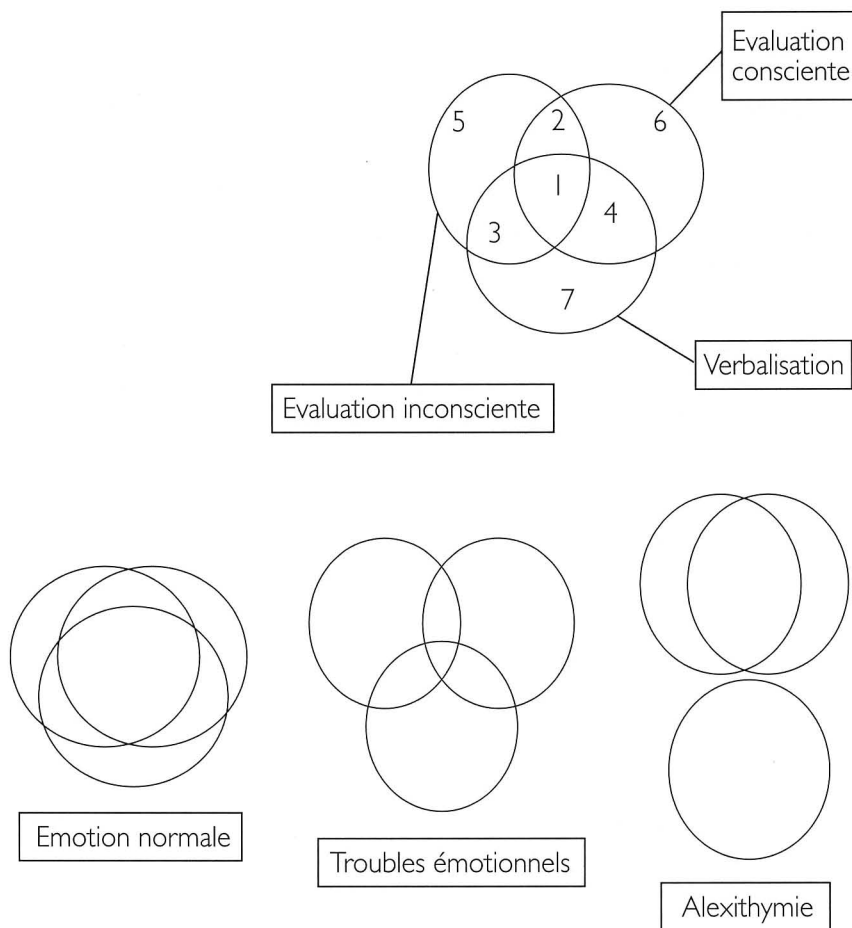 Evaluation
consciente
5
2
6
1
4
3
7
Verbalisation
Evaluation inconsciente
Emotion normale
Troubles émotionnels
Alexithymie